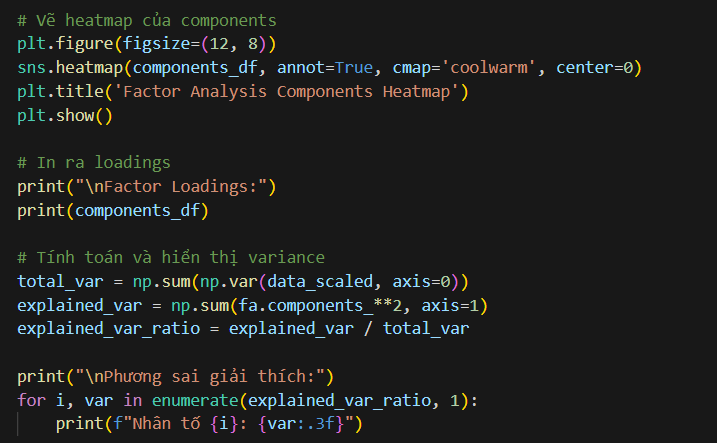 # Vẽ heatmap của components
plt.figure(figsize=(12, 8))
sns.heatmap(components_df, annot=True, cmap='coolwarm', center=0)
plt.title('Factor Analysis Components Heatmap')
plt.show()

# In ra loadings
print("\nFactor Loadings:")
print(components_df)

# Tính toán và hiển thị variance
total_var = np.sum(np.var(data_scaled, axis=0))
explained_var = np.sum(fa.components_**2, axis=1)
explained_var_ratio = explained_var / total_var

print("\nPhương sai giải thích:")
for i, var in enumerate(explained_var_ratio, 1):
    print(f"Nhân tố {i}: {var:.3f}")